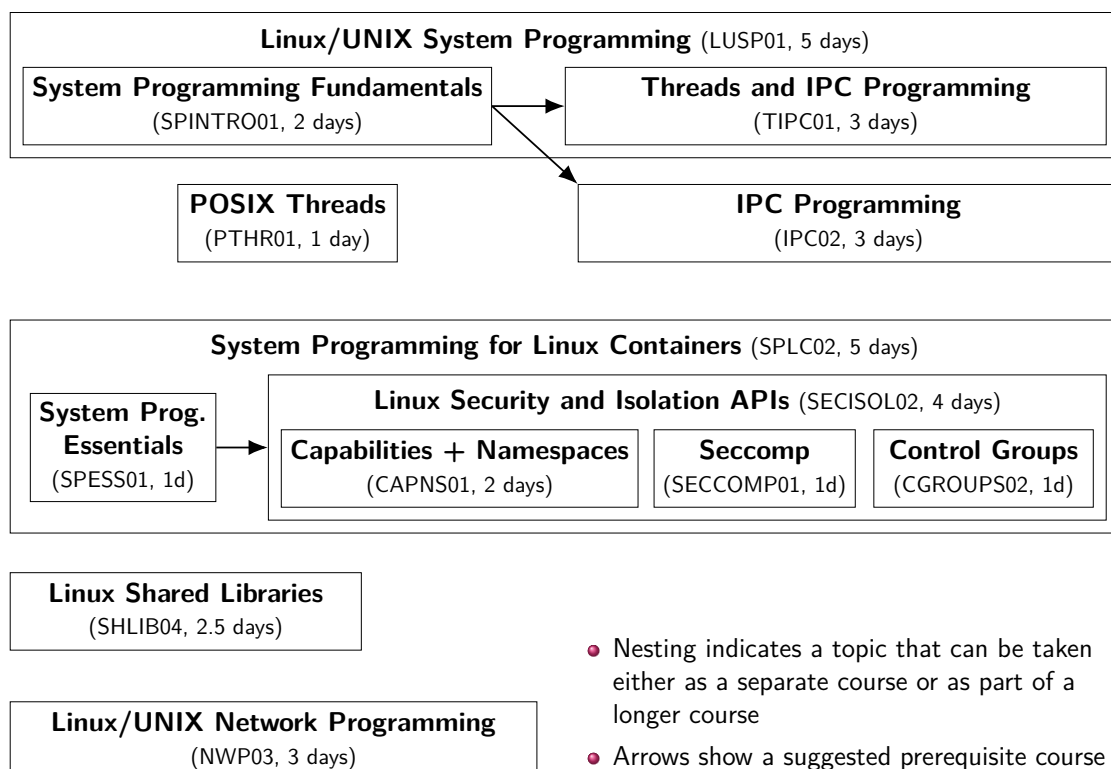 Linux/UNIX System Programming (LUSP01, 5 days)
System Programming Fundamentals
(SPINTRO01, 2 days)
Threads and IPC Programming
(TIPC01, 3 days)
POSIX Threads
(PTHR01, 1 day)
IPC Programming
(IPC02, 3 days)
System Programming for Linux Containers (SPLC02, 5 days)
System Prog.
Essentials
(SPESS01, 1d)
Linux Security and Isolation APIs (SECISOL02, 4 days)
Capabilities + Namespaces
(CAPNS01, 2 days)
Seccomp
(SECCOMP01, 1d)
Control Groups
(CGROUPS02, 1d)
Linux Shared Libraries
(SHLIB04, 2.5 days)
Linux/UNIX Network Programming
(NWP03, 3 days)
Nesting indicates a topic that can be taken
either as a separate course or as part of a
longer course
Arrows show a suggested prerequisite course